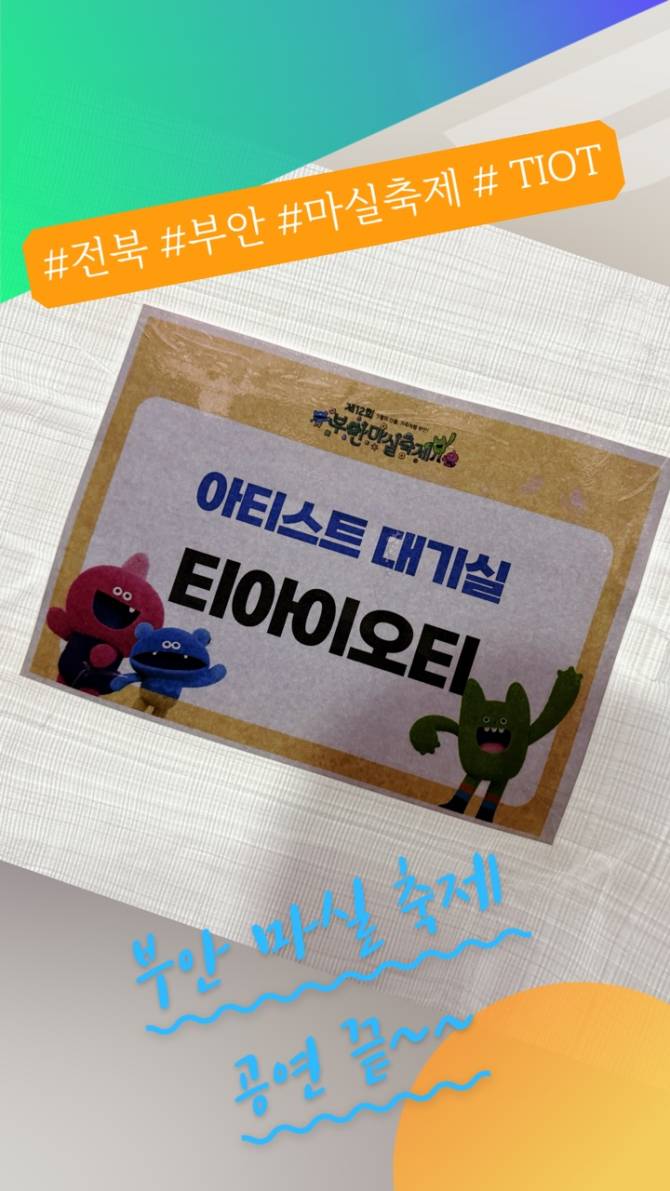 #전북 #부안 #마실축제 # TIOT
제12회
부안마실축제
아티스트 대기실
티아이오티
부안 마실 축제
공연 끝~~